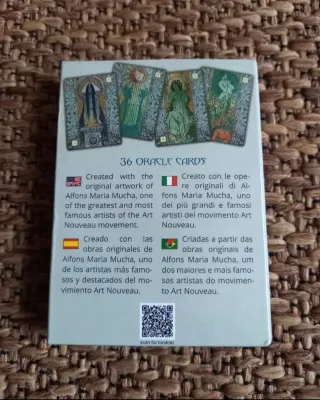 36 ORACLE CARDS
Created with the
original artwork of
Alfons Maria Mucha, one
of the greatest and most
famous artists of the Art
Nouveau movement.
Creato con le ope-
re originali di Al-
fons Maria Mucha, uno
dei più grandi e famosi
artisti del movimento Art
Nouveau.
Creado con las
obras originales de
Alfons Maria Mucha, uno
de los artistas más famo-
sos y destacados del mo-
vimiento Art Nouveau.
Criadas a partir das
obras originais de
Alfons Maria Mucha, um
dos maiores e mais famosos
artistas do movimen-
to Art Nouveau.
scan for booklet